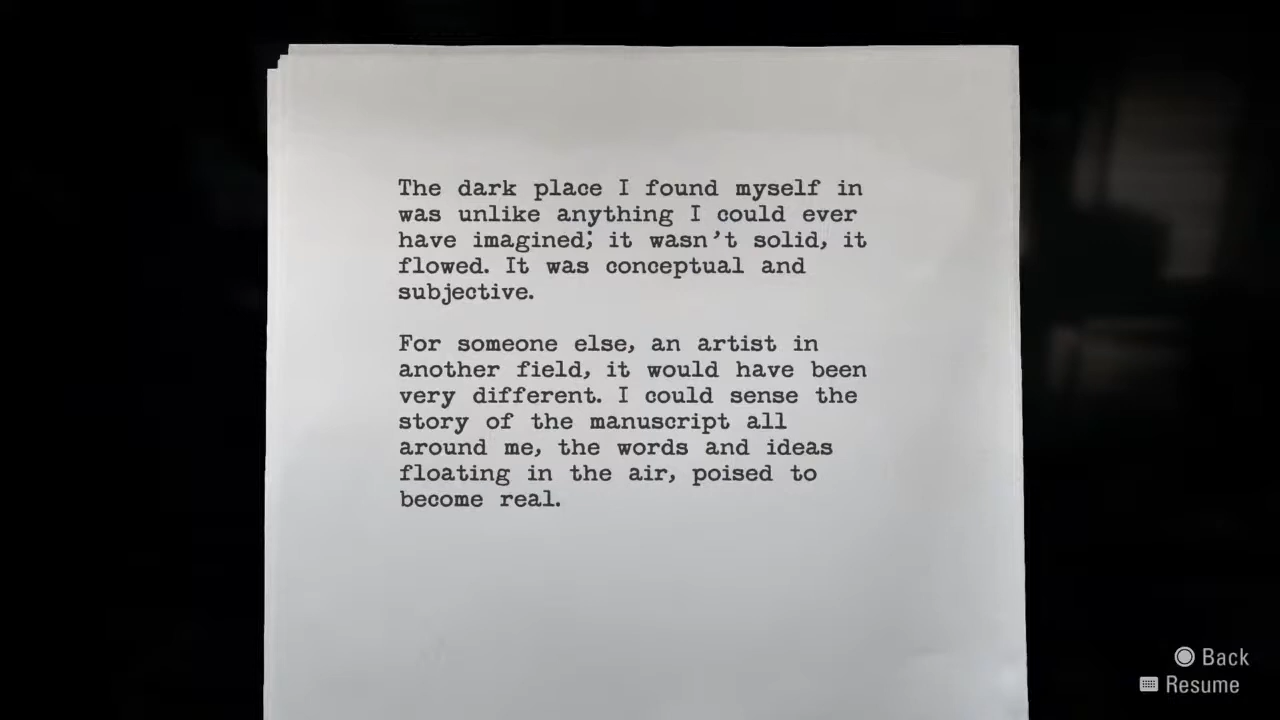 The dark place I found myself in
was unlike anything I could ever
have imagined; it wasn't solid, it
flowed. It was conceptual and
subjective.
For someone else, an artist in
another field, it would have been
very different. I could sense the
story of the manuscript all
around me, the words and ideas
floating in the air, poised to
become real.
Back
Resume